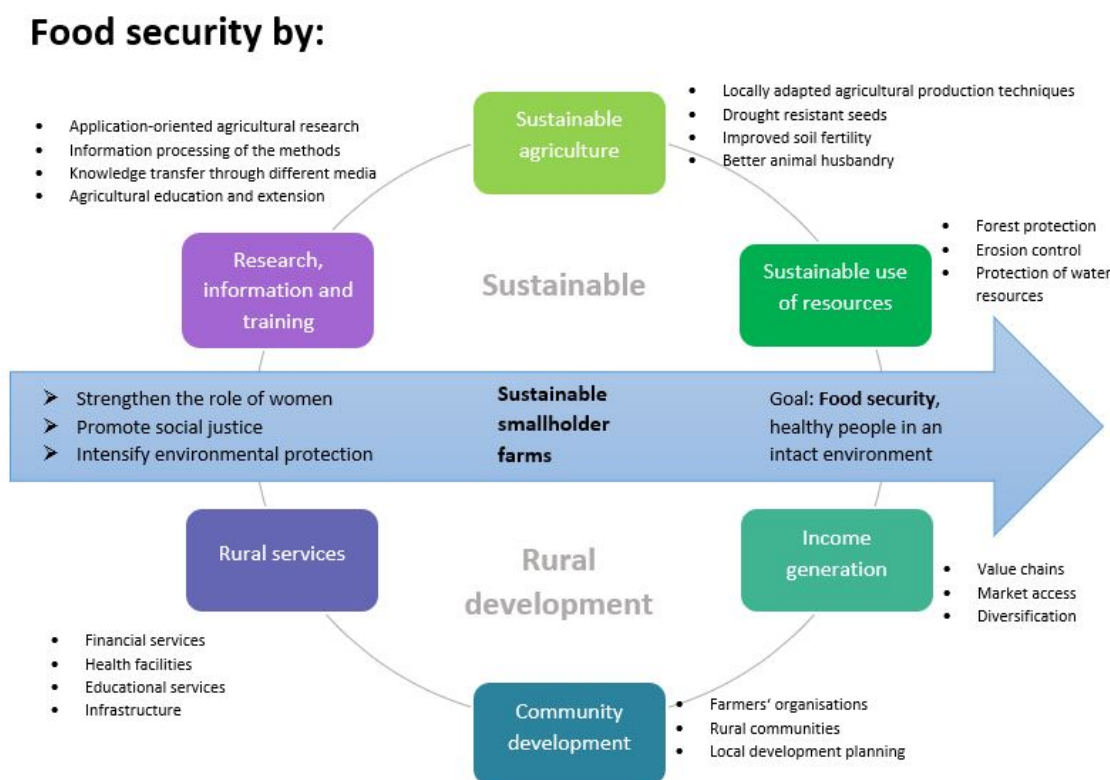 Food security by:
Sustainable
agriculture
• Locally adapted agricultural production techniques
• Drought resistant seeds
• Improved soil fertility
• Better animal husbandry
• Application-oriented agricultural research
• Information processing of the methods
• Knowledge transfer through different media
• Agricultural education and extension
Research,
information and
training
Sustainable
Sustainable use
of resources
• Forest protection
• Erosion control
• Protection of water
resources
➢ Strengthen the role of women
➢ Promote social justice
➢ Intensify environmental protection
Sustainable
smallholder
farms
Goal: Food security,
healthy people in an
intact environment
Rural services
Rural
development
Income
generation
• Value chains
• Market access
• Diversification
• Financial services
• Health facilities
• Educational services
• Infrastructure
Community
development
• Farmers‘ organisations
• Rural communities
• Local development planning